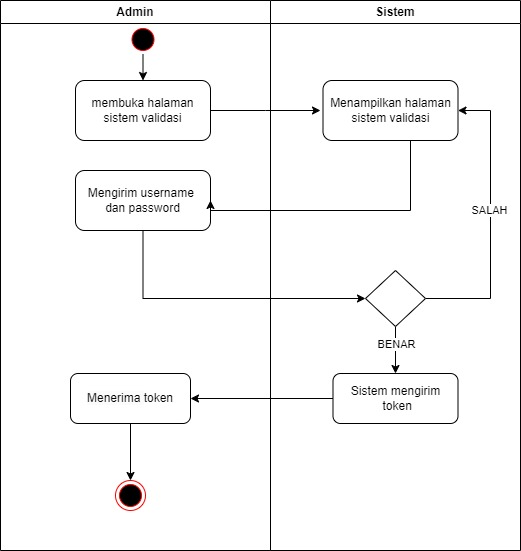 Admin
Sistem
membuka halaman
sistem validasi
Menampilkan halaman
sistem validasi
Mengirim username
dan password
SALAH
BENAR
Menerima token
Sistem mengirim
token